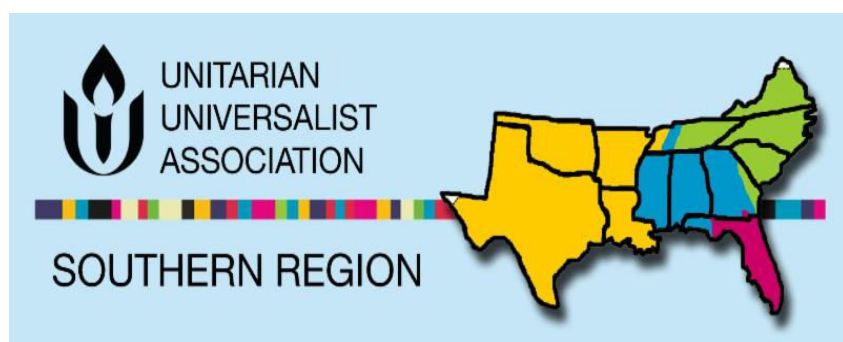 UNITARIAN
UNIVERSALIST
ASSOCIATION
SOUTHERN REGION